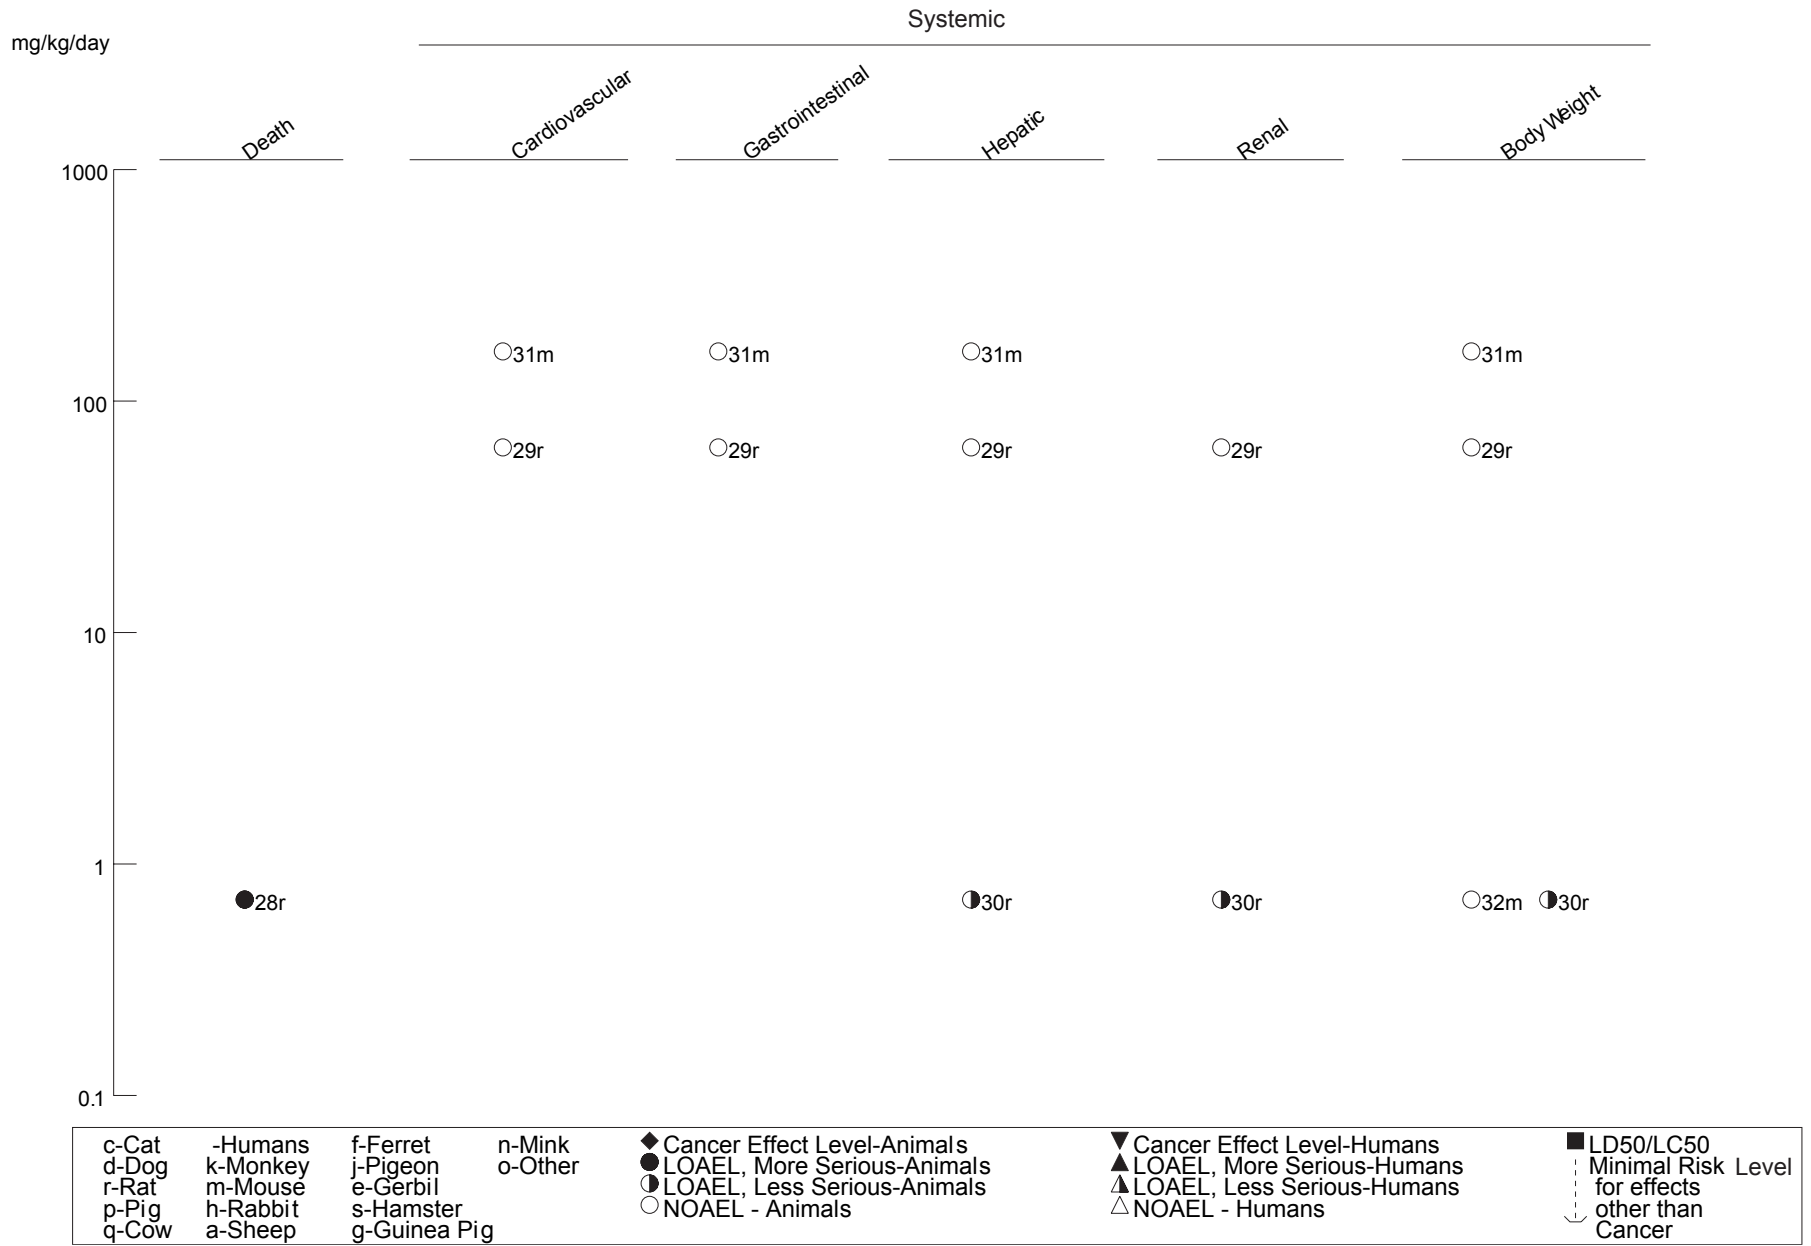 Systemic
mg/kg/day
Death
Cardiovascular
Gastrointestinal
Hepatic
Renal
Body Weight
1000
31m 31m 31m 31m
100
29r 29r 29r 29r 29r
10
1
28r 30r 30r 32m 30r
0.1
c-Cat -Humans f-Ferret n-Mink Cancer Effect Level-Animals Cancer Effect Level-Humans LD50/LC50
d-Dog k-Monkey j-Pigeon o-Other LOAEL, More Serious-Animals LOAEL, More Serious-Humans Minimal Risk Level
r-Rat m-Mouse e-Gerbil LOAEL, Less Serious-Animals LOAEL, Less Serious-Humans for effects
p-Pig h-Rabbit s-Hamster NOAEL - Animals NOAEL - Humans other than
q-Cow a-Sheep g-Guinea Pig Cancer